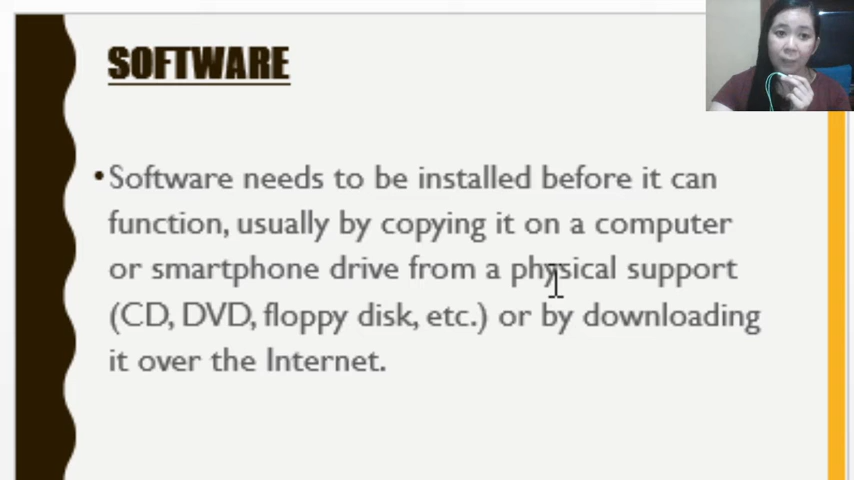 SOFTWARE
•Software needs to be installed before it can
function, usually by copying it on a computer
or smartphone drive from a physical support
(CD, DVD, floppy disk, etc.) or by downloading
it over the Internet.